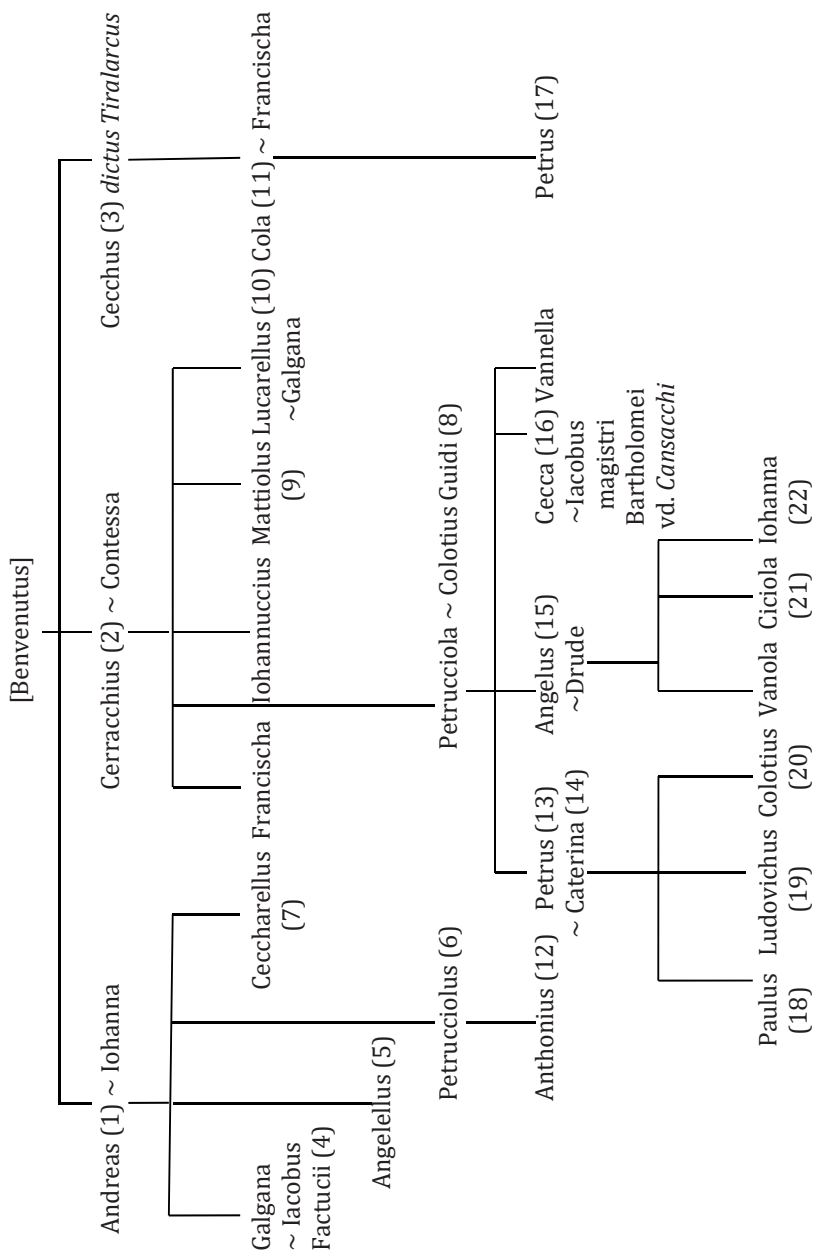 [Benvenutus]
Andreas (1) ~ Iohanna
Cerracchius (2) ~ Contessa
Cecchus (3) dictus Tiralarcus
Galgana
~ Iacobus
Factucii (4)
Ceccharellus
(7)
Francischa
Iohannuccius
Mattiolus
(9)
Lucarellus (10)
~Galgana
Cola (11) ~ Francischa
Angelellus (5)
Petrucciolus (6)
Petrucciola ~ Colotius Guidi (8)
Anthonius (12)
Petrus (13)
~ Caterina (14)
Angelus (15)
~Drude
Cecca (16)
~Iacobus
magistri
Bartholomei
vd. Cansacchi
Vannella
Petrus (17)
Paulus
(18)
Ludovichus
(19)
Colotius
(20)
Vanola
Ciciola
(21)
Iohanna
(22)